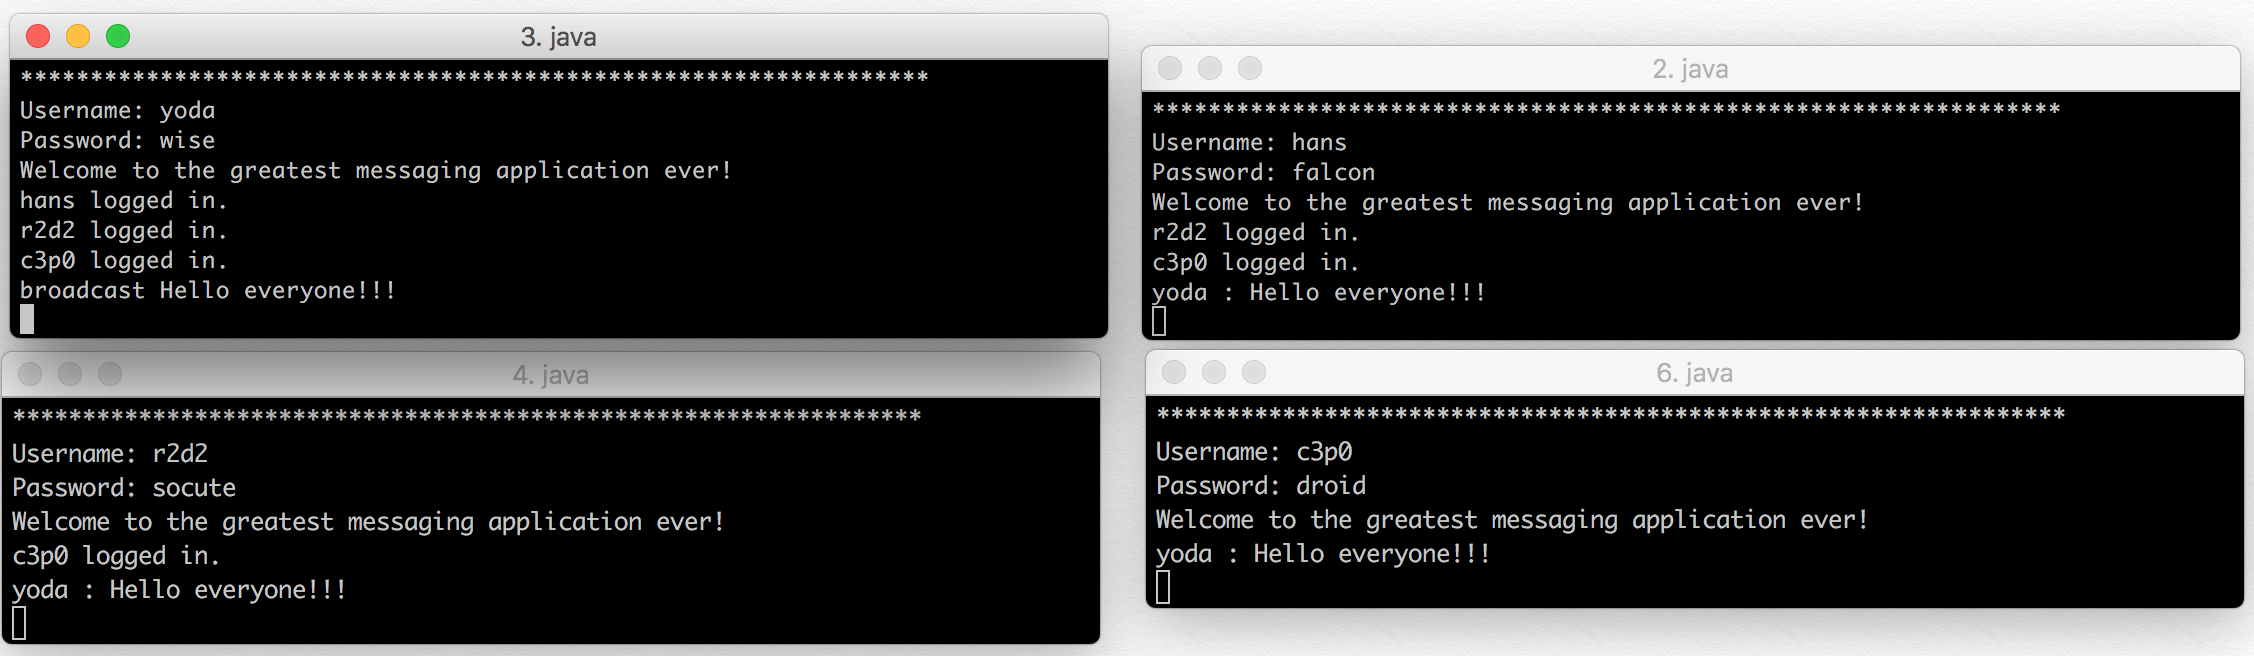 3. java
******************************************************************
Username: yoda
Password: wise
Welcome to the greatest messaging application ever!
hans logged in.
r2d2 logged in.
c3p0 logged in.
broadcast Hello everyone!!!
2. java
******************************************************************
Username: hans
Password: falcon
Welcome to the greatest messaging application ever!
r2d2 logged in.
c3p0 logged in.
yoda : Hello everyone!!!
4. java
******************************************************************
Username: r2d2
Password: socute
Welcome to the greatest messaging application ever!
c3p0 logged in.
yoda : Hello everyone!!!
6. java
******************************************************************
Username: c3p0
Password: droid
Welcome to the greatest messaging application ever!
yoda : Hello everyone!!!